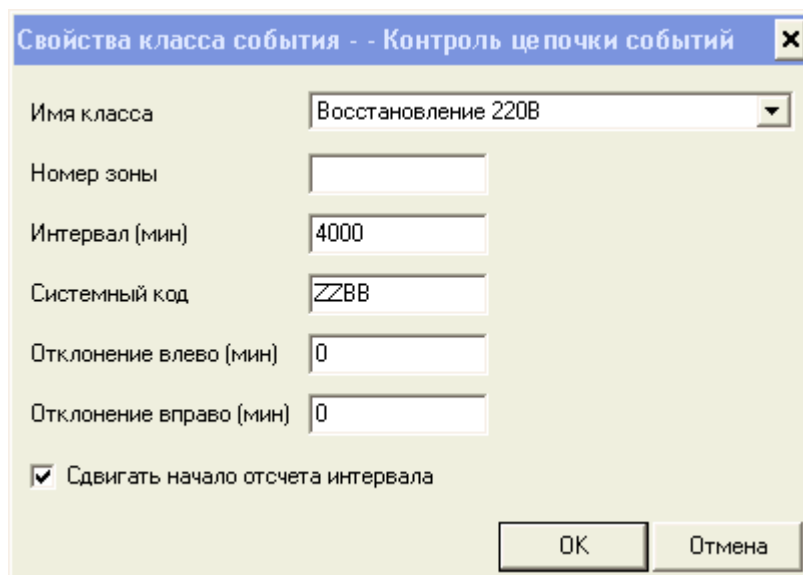 Свойства класса события - - Контроль цепочки событий
Имя класса Восстановление 220В
Номер зоны
Интервал (мин) 4000
Системный код ZZBB
Отклонение влево (мин) 0
Отклонение вправо (мин) 0
Сдвигать начало отсчета интервала
OK Отмена